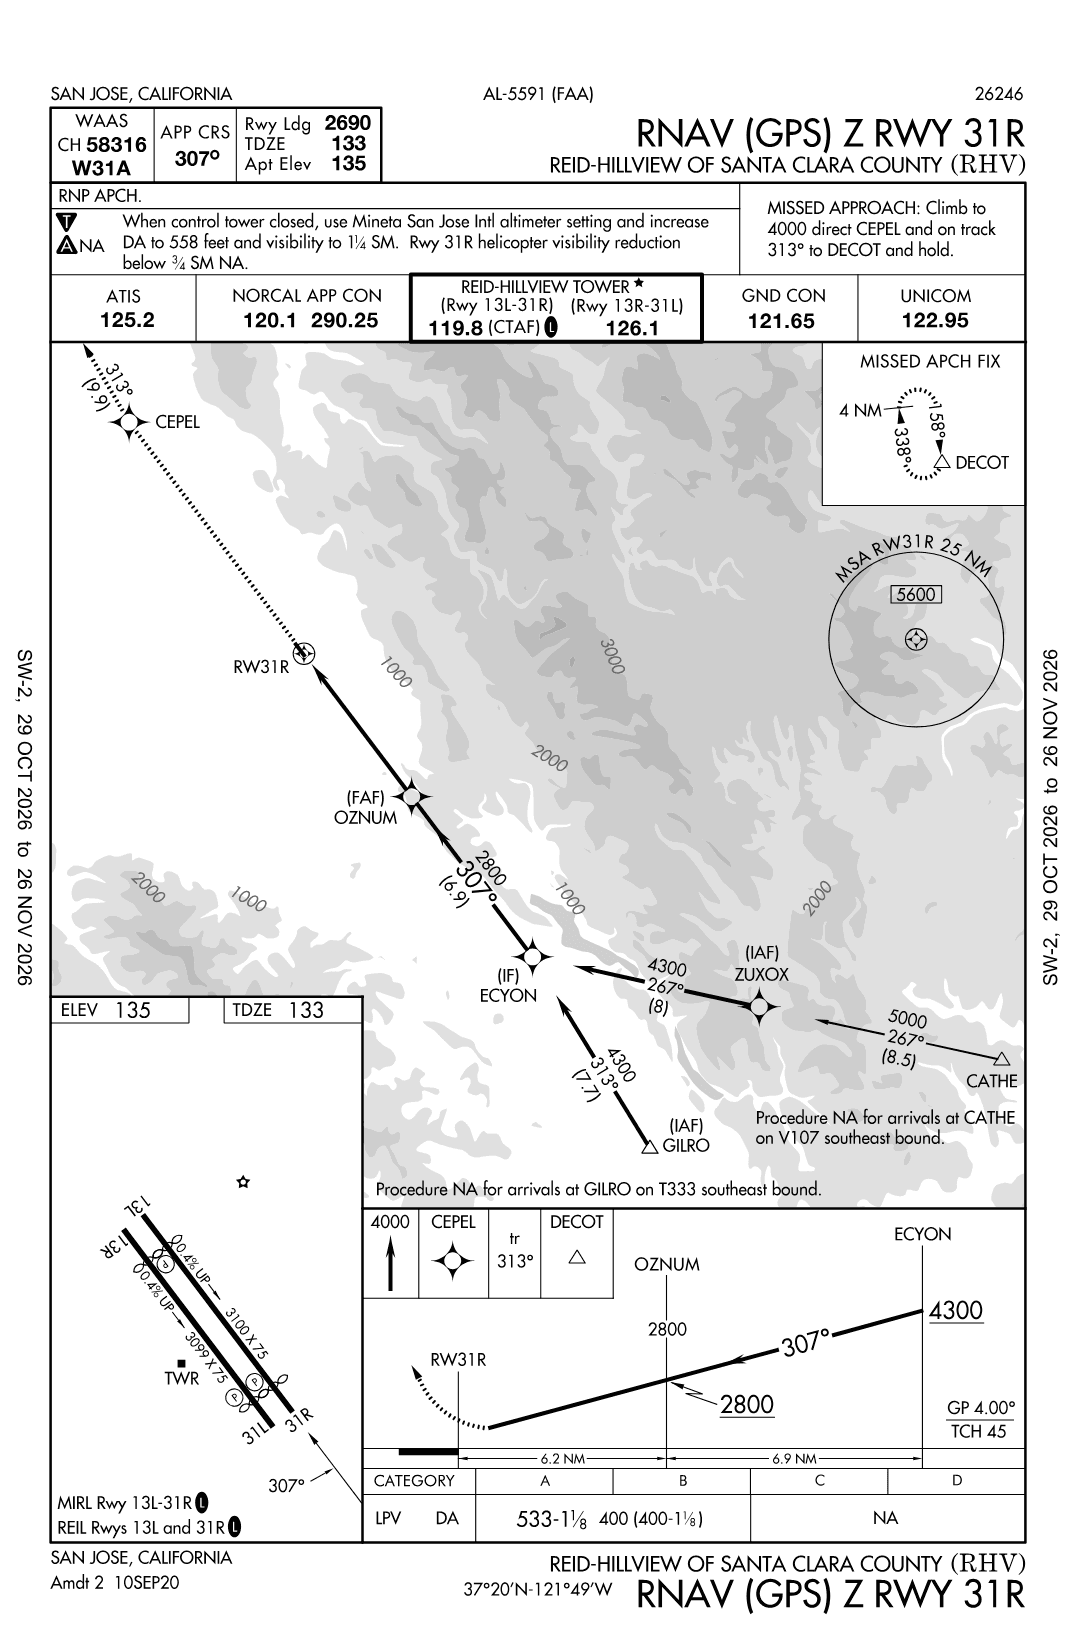 SAN JOSE, CALIFORNIA
AL-5591 (FAA)
26246
WAAS
CH 58316
W31A
APP CRS
307°
Rwy Ldg 2690
TDZE 133
Apt Elev 135
RNAV (GPS) Z RWY 31R
REID-HILLVIEW OF SANTA CLARA COUNTY (RHV)
RNP APCH.
T
A NA
When control tower closed, use Mineta San Jose Intl altimeter setting and increase
DA to 558 feet and visibility to 1¼ SM. Rwy 31R helicopter visibility reduction
below ¾ SM NA.
MISSED APPROACH: Climb to
4000 direct CEPEL and on track
313° to DECOT and hold.
ATIS
125.2
NORCAL APP CON
120.1 290.25
REID-HILLVIEW TOWER ★
(Rwy 13L-31R) (Rwy 13R-31L)
119.8 (CTAF) L 126.1
GND CON
121.65
UNICOM
122.95
313°
(9.9)
CEPEL
MISSED APCH FIX
4 NM
158°
338°
DECOT
MSA RW31R 25 NM
5600
RW31R
1000
3000
2000
(FAF)
OZNUM
2800
307°
(6.9)
2000
1000
1000
2000
(IF)
ECYON
4300
267°
(8)
(IAF)
ZUXOX
5000
267°
(8.5)
CATHE
4300
313°
(7.7)
(IAF)
GILRO
Procedure NA for arrivals at CATHE
on V107 southeast bound.
Procedure NA for arrivals at GILRO on T333 southeast bound.
ELEV 135
TDZE 133
13L
13R
0.4% UP
0.4% UP
3100 X 75
3099 X 75
P
P
P
TWR
31L
31R
307°
MIRL Rwy 13L-31R L
REIL Rwys 13L and 31R L
4000
CEPEL
tr
313°
DECOT
OZNUM
ECYON
4300
2800
307°
RW31R
2800
GP 4.00°
TCH 45
6.2 NM
6.9 NM
CATEGORY A B C D
LPV DA 533-1⅛ 400 (400-1⅛) NA
SAN JOSE, CALIFORNIA
Amdt 2 10SEP20
37°20'N-121°49'W
REID-HILLVIEW OF SANTA CLARA COUNTY (RHV)
RNAV (GPS) Z RWY 31R
SW-2, 29 OCT 2026 to 26 NOV 2026
SW-2, 29 OCT 2026 to 26 NOV 2026